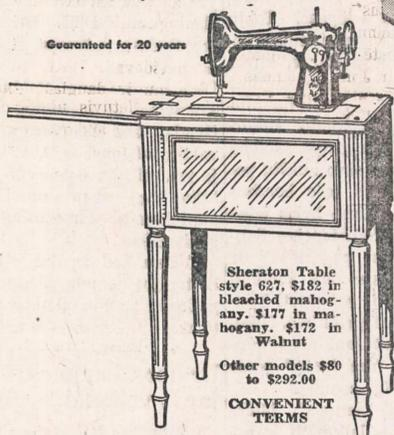 Guaranteed for 20 years
Sheraton Table
style 627, $182 in
bleached mahog-
any. $177 in ma-
hogany. $172 in
Walnut
Other models $80
to $292.00
CONVENIENT
TERMS